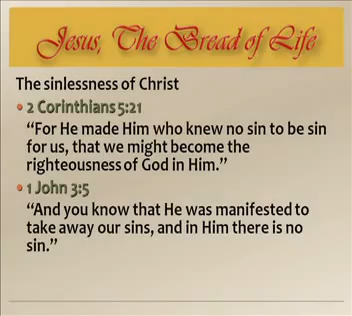 Jesus, The Bread of Life
The sinlessness of Christ
• 2 Corinthians 5:21
“For He made Him who knew no sin to be sin
for us, that we might become the
righteousness of God in Him.”
• 1 John 3:5
“And you know that He was manifested to
take away our sins, and in Him there is no
sin.”